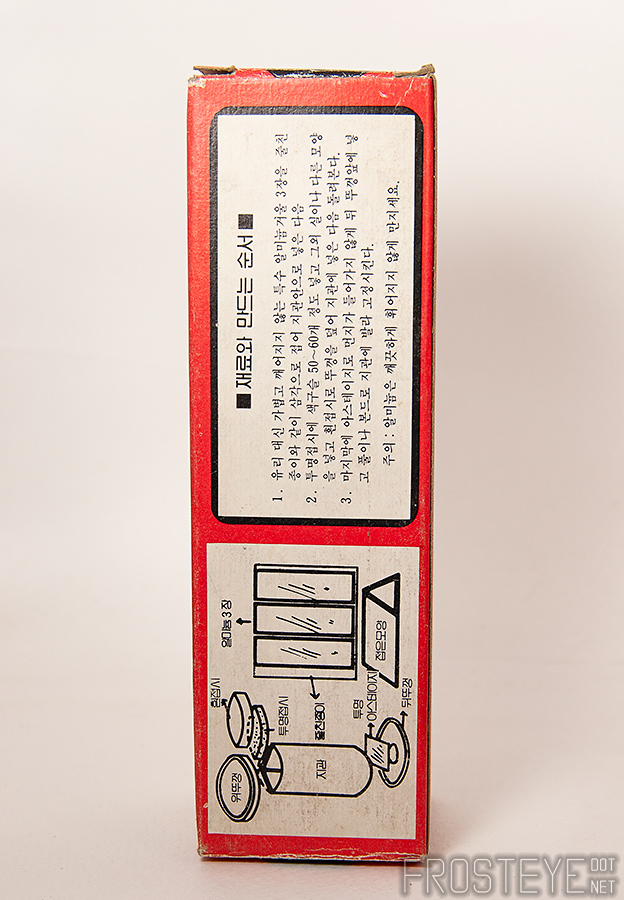 ■ 재료와 만드는 순서 ■
1. 유리 대신 가볍고 깨어지지 않는 특수 알미늄거울 3장을 줄친
종이와 같이 삼각으로 접어 지관안으로 넣은 다음
2. 투명접시에 색구슬 50~60개 정도 넣고 그외 실이나 다른 모양
을 넣고 흰접시로 뚜껑을 덮어 지관에 넣은 다음 돌려본다.
3. 마지막에 아스테이지로 먼지가 들어가지 않게 뒤 뚜껑앞에 넣
고 풀이나 본드로 지관에 발라 고정시킨다.
주의 : 알미늄은 깨끗하게 휘어지지 않게 만지세요.
알미늄 3 장
흰접시
투명접시
줄친종이
접은모양
위뚜껑
지관
투명
아스테이지
뒤뚜껑
FROSTEYE DOT NET